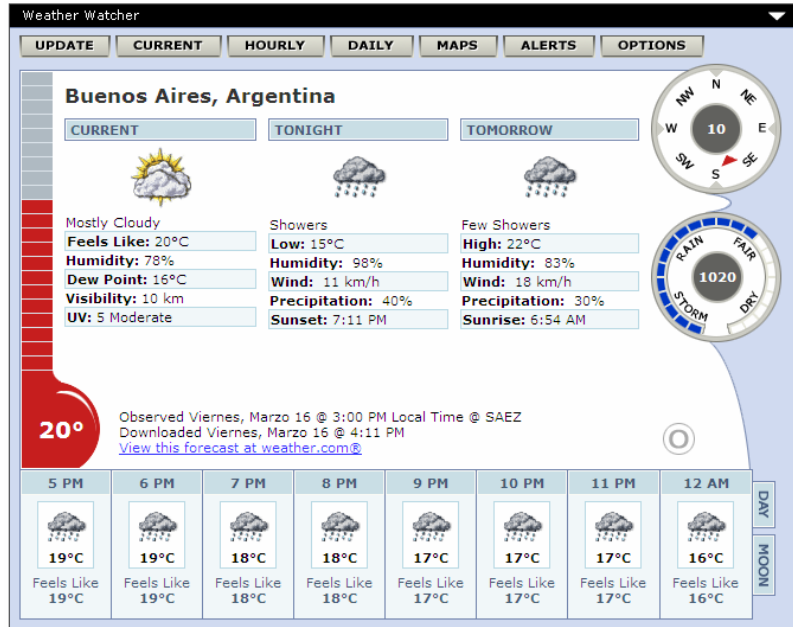 Weather Watcher
UPDATE CURRENT HOURLY DAILY MAPS ALERTS OPTIONS
Buenos Aires, Argentina
CURRENT
Mostly Cloudy
Feels Like: 20°C
Humidity: 78%
Dew Point: 16°C
Visibility: 10 km
UV: 5 Moderate
TONIGHT
Showers
Low: 15°C
Humidity: 98%
Wind: 11 km/h
Precipitation: 40%
Sunset: 7:11 PM
TOMORROW
Few Showers
High: 22°C
Humidity: 83%
Wind: 18 km/h
Precipitation: 30%
Sunrise: 6:54 AM
N
NE
E
SE
S
SW
W
NW
10
STORM
RAIN
FAIR
DRY
1020
20°
Observed Viernes, Marzo 16 @ 3:00 PM Local Time @ SAEZ
Downloaded Viernes, Marzo 16 @ 4:11 PM
View this forecast at weather.com®
O
5 PM 6 PM 7 PM 8 PM 9 PM 10 PM 11 PM 12 AM
19°C 19°C 18°C 18°C 17°C 17°C 17°C 16°C
Feels Like Feels Like Feels Like Feels Like Feels Like Feels Like Feels Like Feels Like
19°C 19°C 18°C 18°C 17°C 17°C 17°C 16°C
DAY
MOON